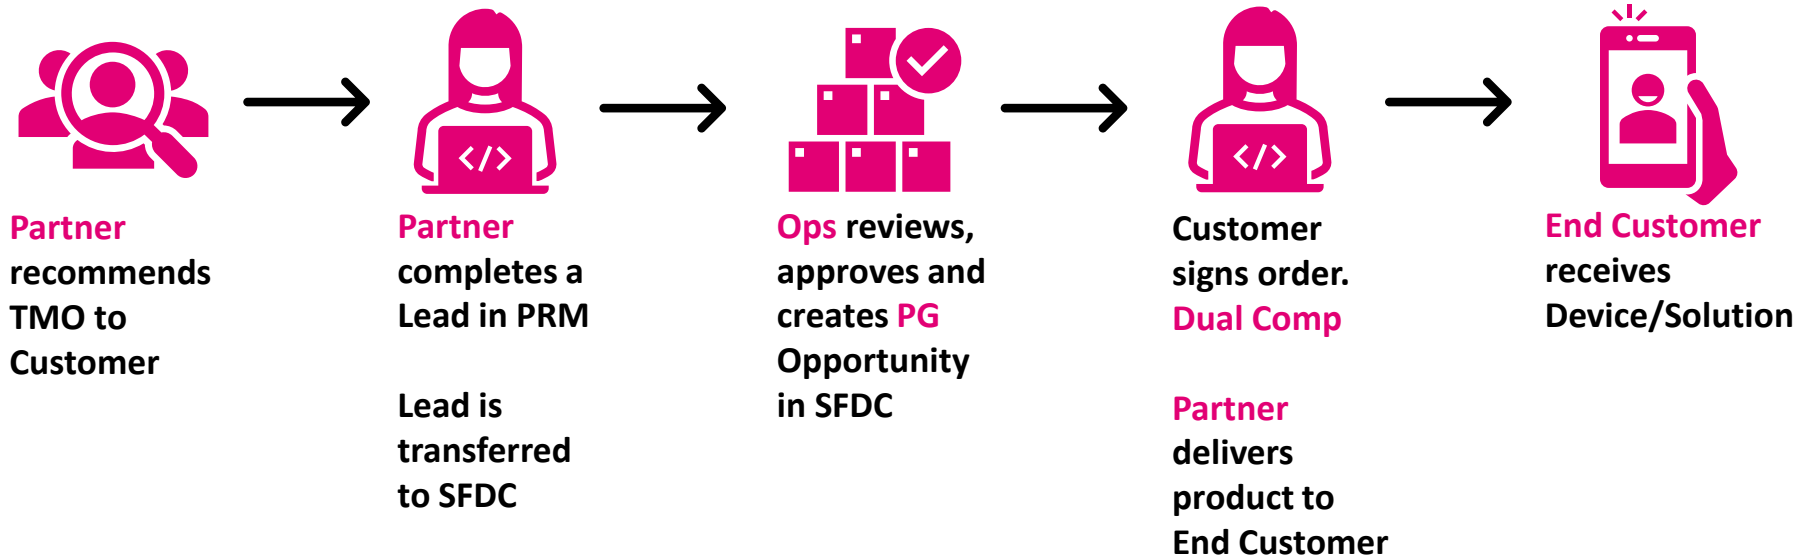 Partner
recommends
TMO to
Customer
Partner
completes a
Lead in PRM
Lead is
transferred
to SFDC
Ops reviews,
approves and
creates PG
Opportunity
in SFDC
Customer
signs order.
Dual Comp
Partner
delivers
product to
End Customer
End Customer
receives
Device/Solution